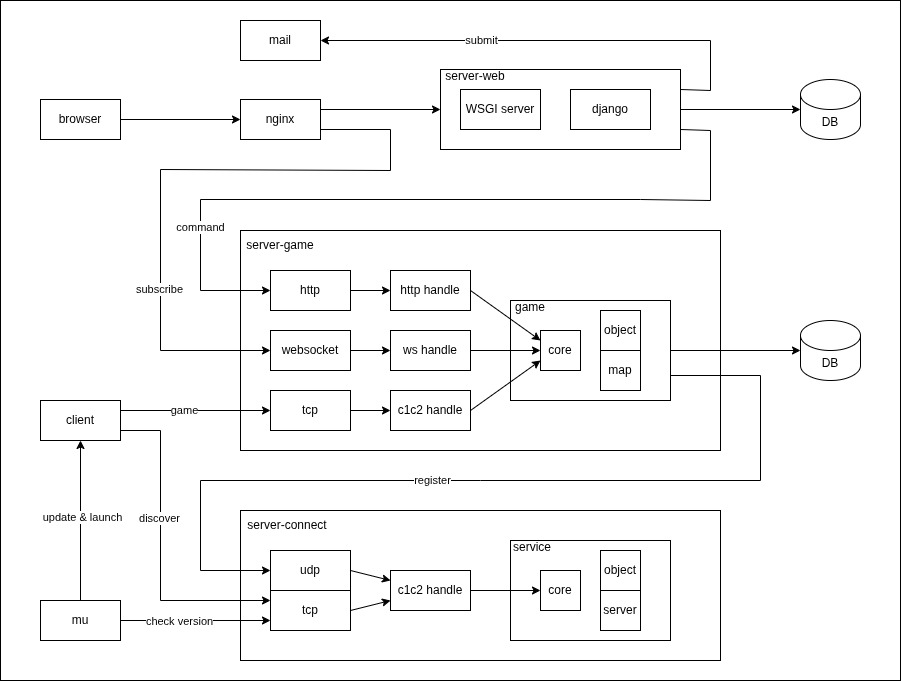 mail
submit
server-web
browser
nginx
WSGI server
django
DB
command
server-game
subscribe
http
http handle
game
object
websocket
ws handle
core
map
DB
client
game
tcp
c1c2 handle
register
update & launch
discover
server-connect
service
udp
object
c1c2 handle
core
mu
check version
tcp
server